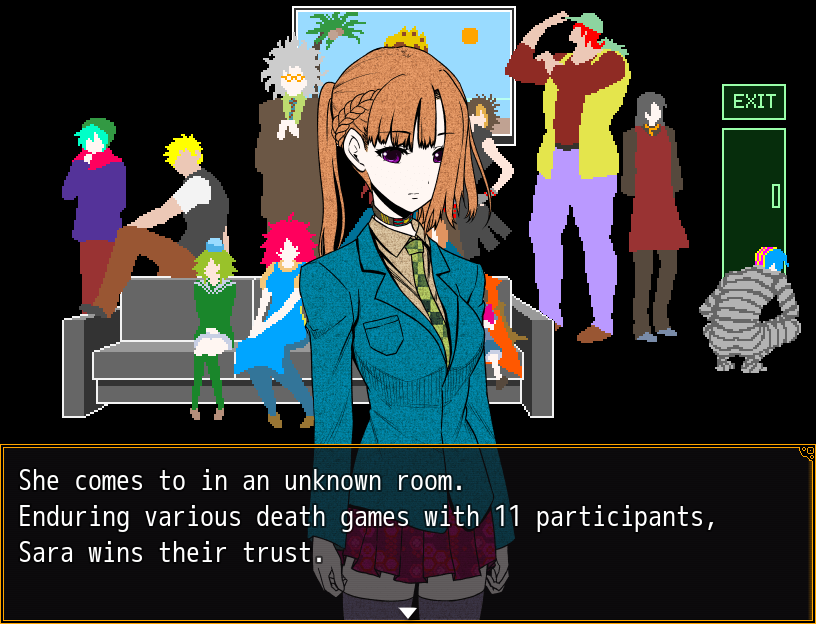 EXIT
She comes to in an unknown room.
Enduring various death games with 11 participants,
Sara wins their trust.